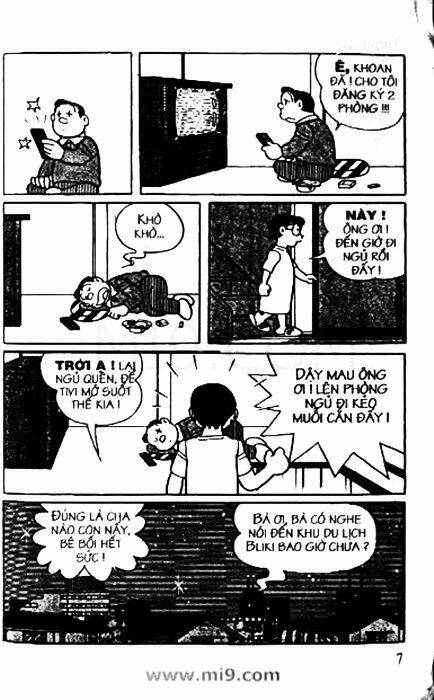 Ê, KHOAN
ĐÃ ! CHO TÔI
ĐĂNG KÝ 2
PHÒNG !!!
KHÒ
KHÒ...
NÀY !
ÔNG ƠI !
ĐẾN GIỜ ĐI
NGỦ RỒI
ĐẤY !
TRỜI Ạ ! LẠI
NGỦ QUÊN, ĐỂ
TIVI MỞ SUỐT
THẾ KIA !
DẬY MAU ÔNG
ƠI ! LÊN PHÒNG
NGỦ ĐI KẺO
MUỖI CẮN ĐẤY !
ĐÚNG LÀ CHA
NÀO CON NẤY,
BÊ BỐI HẾT
SỨC !
BÀ ƠI, BÀ CÓ NGHE
NÓI ĐẾN KHU DU LỊCH
BLIKI BAO GIỜ CHƯA ?
7
www.mi9.com